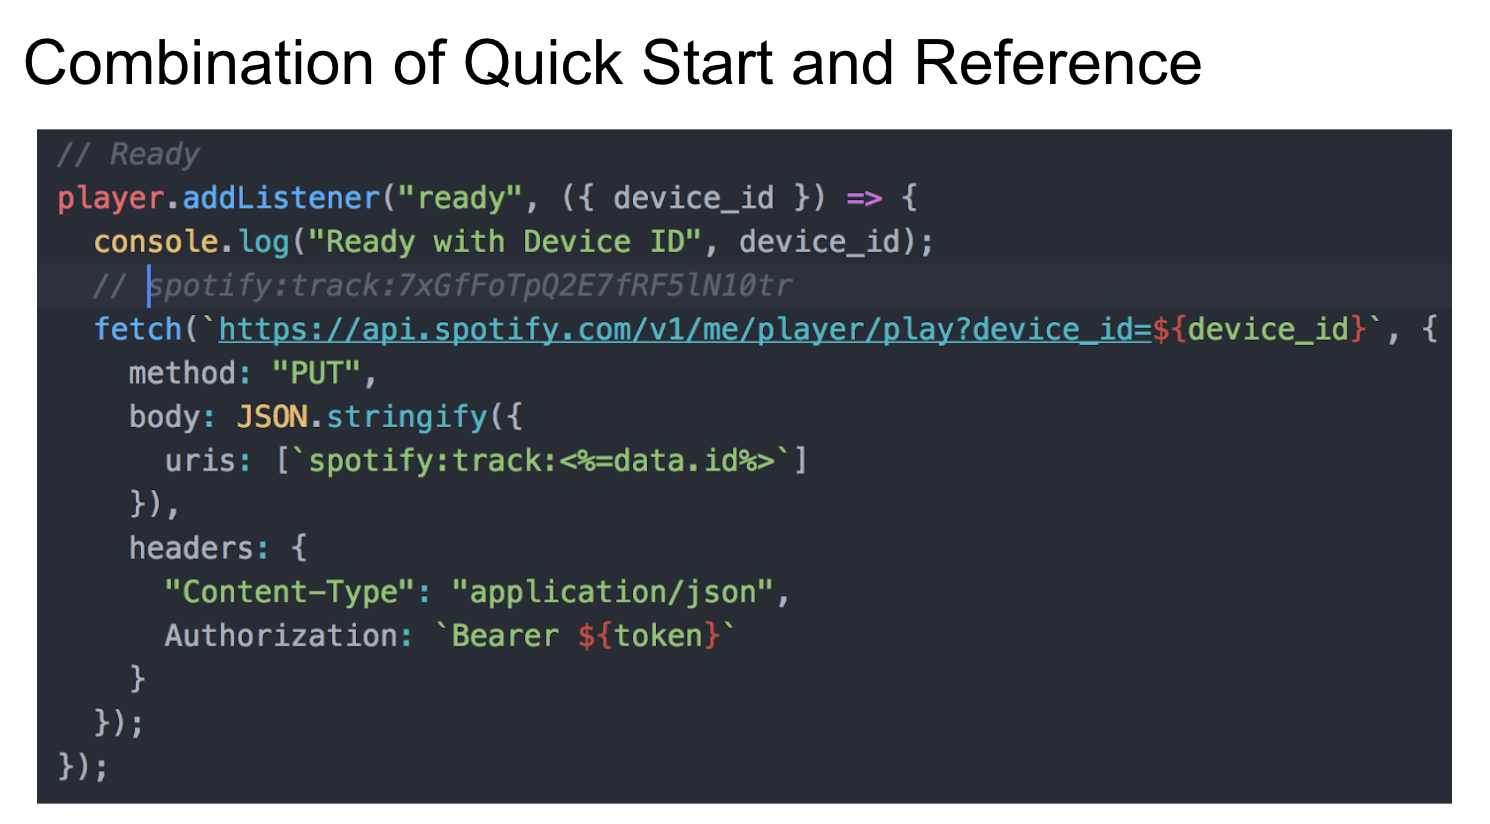 Combination of Quick Start and Reference
// Ready
player.addListener("ready", ({ device_id }) => {
  console.log("Ready with Device ID", device_id);
  // spotify:track:7xGfFoTpQ2E7fRF5lN10tr
  fetch(`https://api.spotify.com/v1/me/player/play?device_id=${device_id}`, {
    method: "PUT",
    body: JSON.stringify({
      uris: [`spotify:track:<%=data.id%>`]
    }),
    headers: {
      "Content-Type": "application/json",
      Authorization: `Bearer ${token}`
    }
  });
});